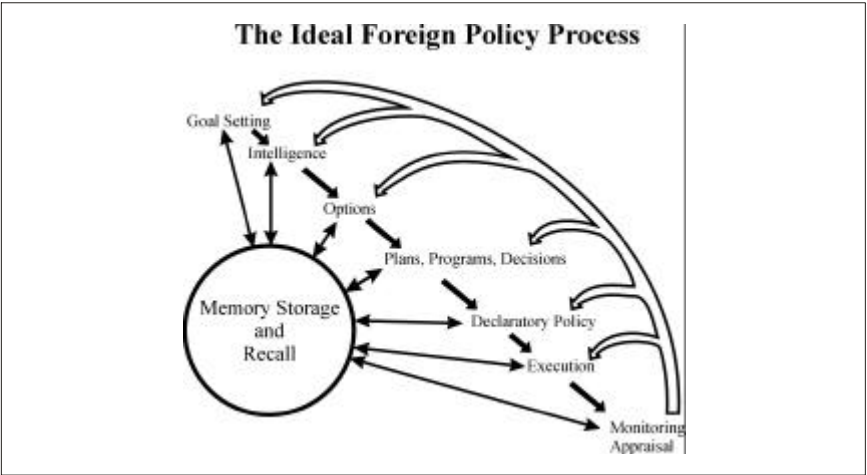 The Ideal Foreign Policy Process
Goal Setting
Intelligence
Options
Plans, Programs, Decisions
Memory Storage
and
Recall
Declaratory Policy
Execution
Monitoring
Appraisal